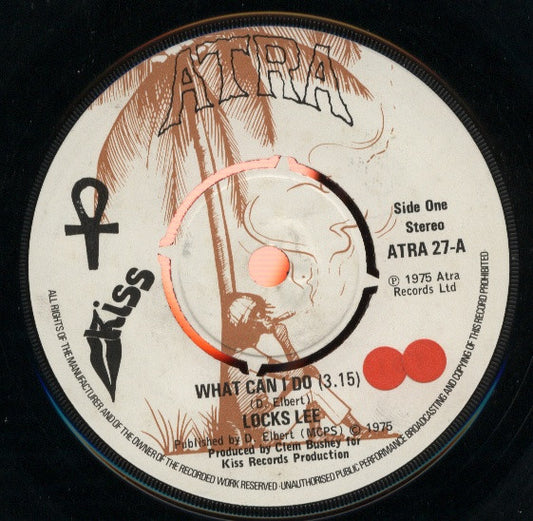 ATRA
Side One
Stereo
ATRA 27-A
Ⓟ 1975 Atra
Records Ltd
Kiss
WHAT CAN I DO (3.15)
(D. Elbert)
LOCKS LEE
Published by D. Elbert (MCPS) © 1975
Produced by Clem Bushey for
Kiss Records Production
ALL RIGHTS OF THE MANUFACTURER AND OF THE OWNER OF THE RECORDED WORK RESERVED · UNAUTHORISED PUBLIC PERFORMANCE BROADCASTING AND COPYING OF THIS RECORD PROHIBITED